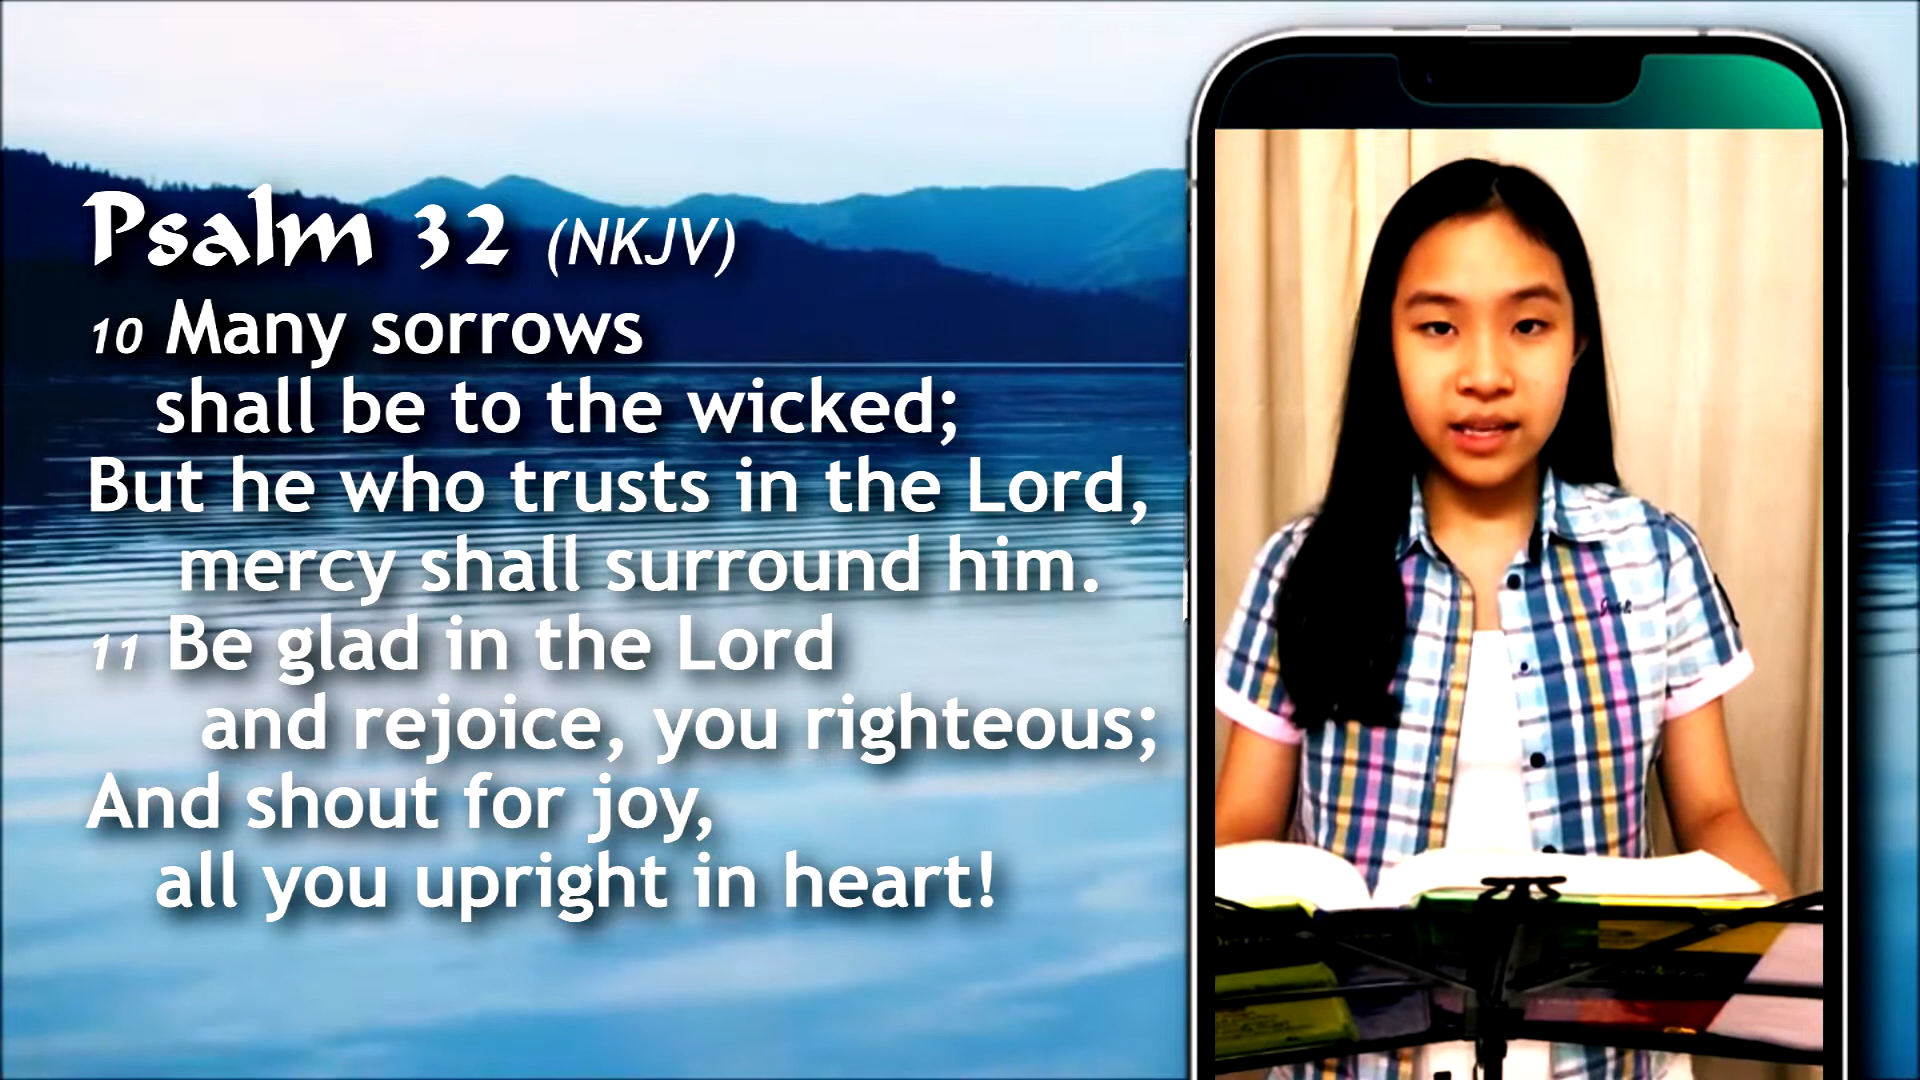 Psalm 32 (NKJV)
10 Many sorrows
shall be to the wicked;
But he who trusts in the Lord,
mercy shall surround him.
11 Be glad in the Lord
and rejoice, you righteous;
And shout for joy,
all you upright in heart!